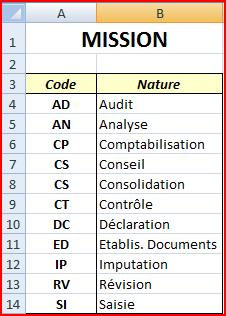 A B
1 MISSION
2
3 Code Nature
4 AD Audit
5 AN Analyse
6 CP Comptabilisation
7 CS Conseil
8 CS Consolidation
9 CT Contrôle
10 DC Déclaration
11 ED Etablis. Documents
12 IP Imputation
13 RV Révision
14 SI Saisie